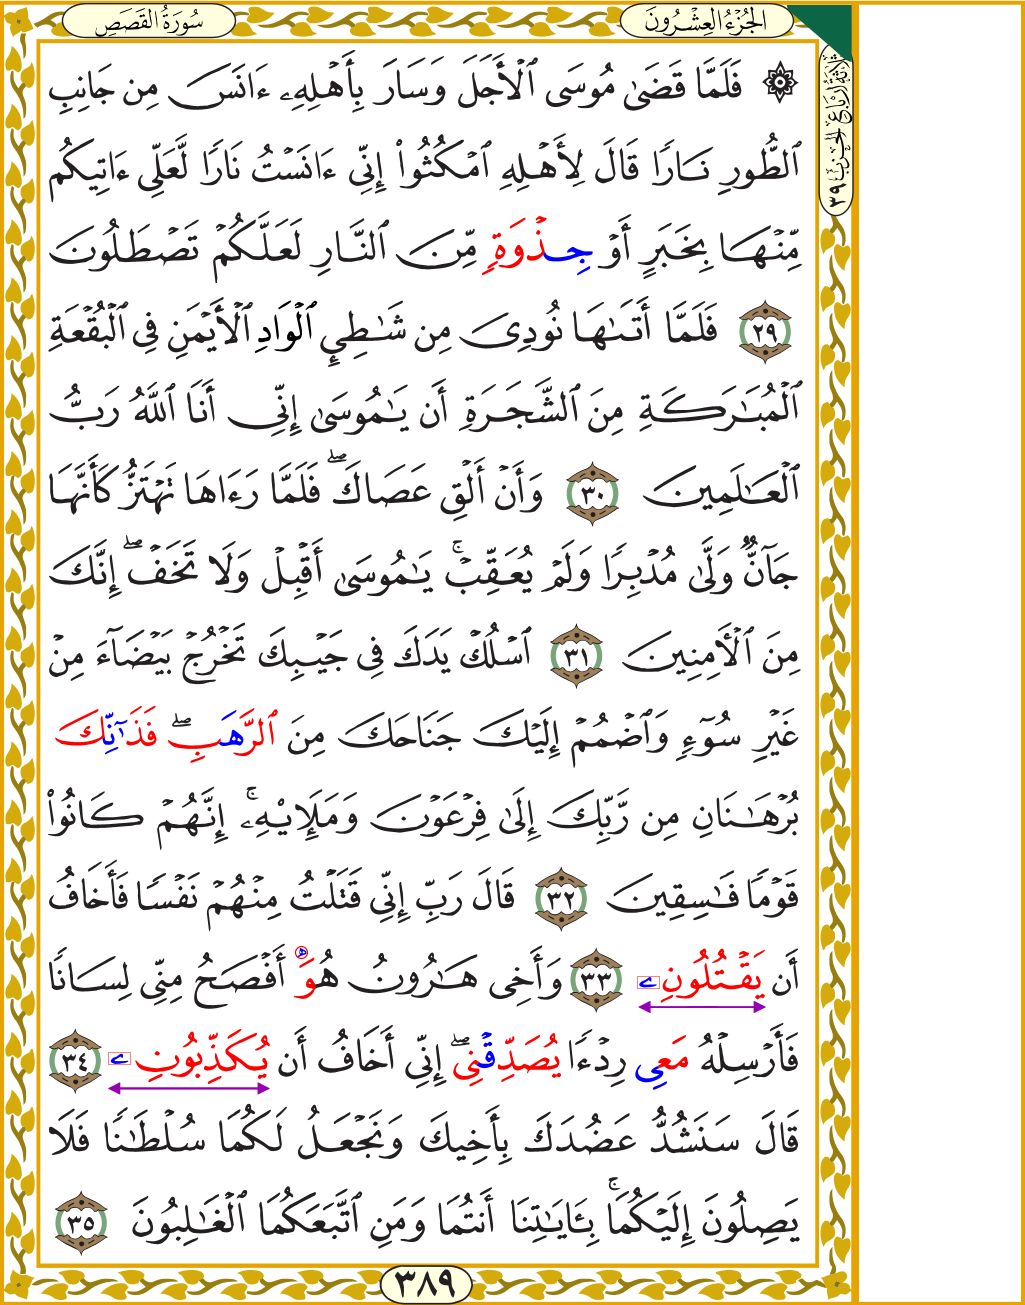 سُورَةُ القَصَصِ
الجُزْءُ العِشْرُونَ
۞ فَلَمَّا قَضَىٰ مُوسَى ٱلْأَجَلَ وَسَارَ بِأَهْلِهِۦٓ ءَانَسَ مِن جَانِبِ
ٱلطُّورِ نَارًا قَالَ لِأَهْلِهِ ٱمْكُثُوٓا۟ إِنِّىٓ ءَانَسْتُ نَارًا لَّعَلِّىٓ ءَاتِيكُم
مِّنْهَا بِخَبَرٍ أَوْ جِذْوَةٍ مِّنَ ٱلنَّارِ لَعَلَّكُمْ تَصْطَلُونَ
٢٩ فَلَمَّآ أَتَىٰهَا نُودِىَ مِن شَٰطِئِ ٱلْوَادِ ٱلْأَيْمَنِ فِى ٱلْبُقْعَةِ
ٱلْمُبَٰرَكَةِ مِنَ ٱلشَّجَرَةِ أَن يَٰمُوسَىٰٓ إِنِّىٓ أَنَا ٱللَّهُ رَبُّ
ٱلْعَٰلَمِينَ ٣٠ وَأَنْ أَلْقِ عَصَاكَۖ فَلَمَّا رَءَاهَا تَهْتَزُّ كَأَنَّهَا
جَآنٌّ وَلَّىٰ مُدْبِرًا وَلَمْ يُعَقِّبْۚ يَٰمُوسَىٰٓ أَقْبِلْ وَلَا تَخَفْۖ إِنَّكَ
مِنَ ٱلْأَمِنِينَ ٣١ ٱسْلُكْ يَدَكَ فِى جَيْبِكَ تَخْرُجْ بَيْضَآءَ مِنْ
غَيْرِ سُوٓءٍ وَٱضْمُمْ إِلَيْكَ جَنَاحَكَ مِنَ ٱلرَّهَبِۖ فَذَٰٓنِّكَ
بُرْهَٰنَانِ مِن رَّبِّكَ إِلَىٰ فِرْعَوْنَ وَمَلَإِيْهِۦٓۚ إِنَّهُمْ كَانُوا۟
قَوْمًا فَٰسِقِينَ ٣٢ قَالَ رَبِّ إِنِّى قَتَلْتُ مِنْهُمْ نَفْسًا فَأَخَافُ
أَن يَقْتُلُونِۦ ٣٣ وَأَخِى هَٰرُونُ هُوَ أَفْصَحُ مِنِّى لِسَانًا
فَأَرْسِلْهُ مَعِى رِدْءًا يُصَدِّقْنِىٓۖ إِنِّىٓ أَخَافُ أَن يُكَذِّبُونِۦ ٣٤
قَالَ سَنَشُدُّ عَضُدَكَ بِأَخِيكَ وَنَجْعَلُ لَكُمَا سُلْطَٰنًا فَلَا
يَصِلُونَ إِلَيْكُمَاۚ بِـَٔايَٰتِنَآ أَنتُمَا وَمَنِ ٱتَّبَعَكُمَا ٱلْغَٰلِبُونَ ٣٥
٣٨٩